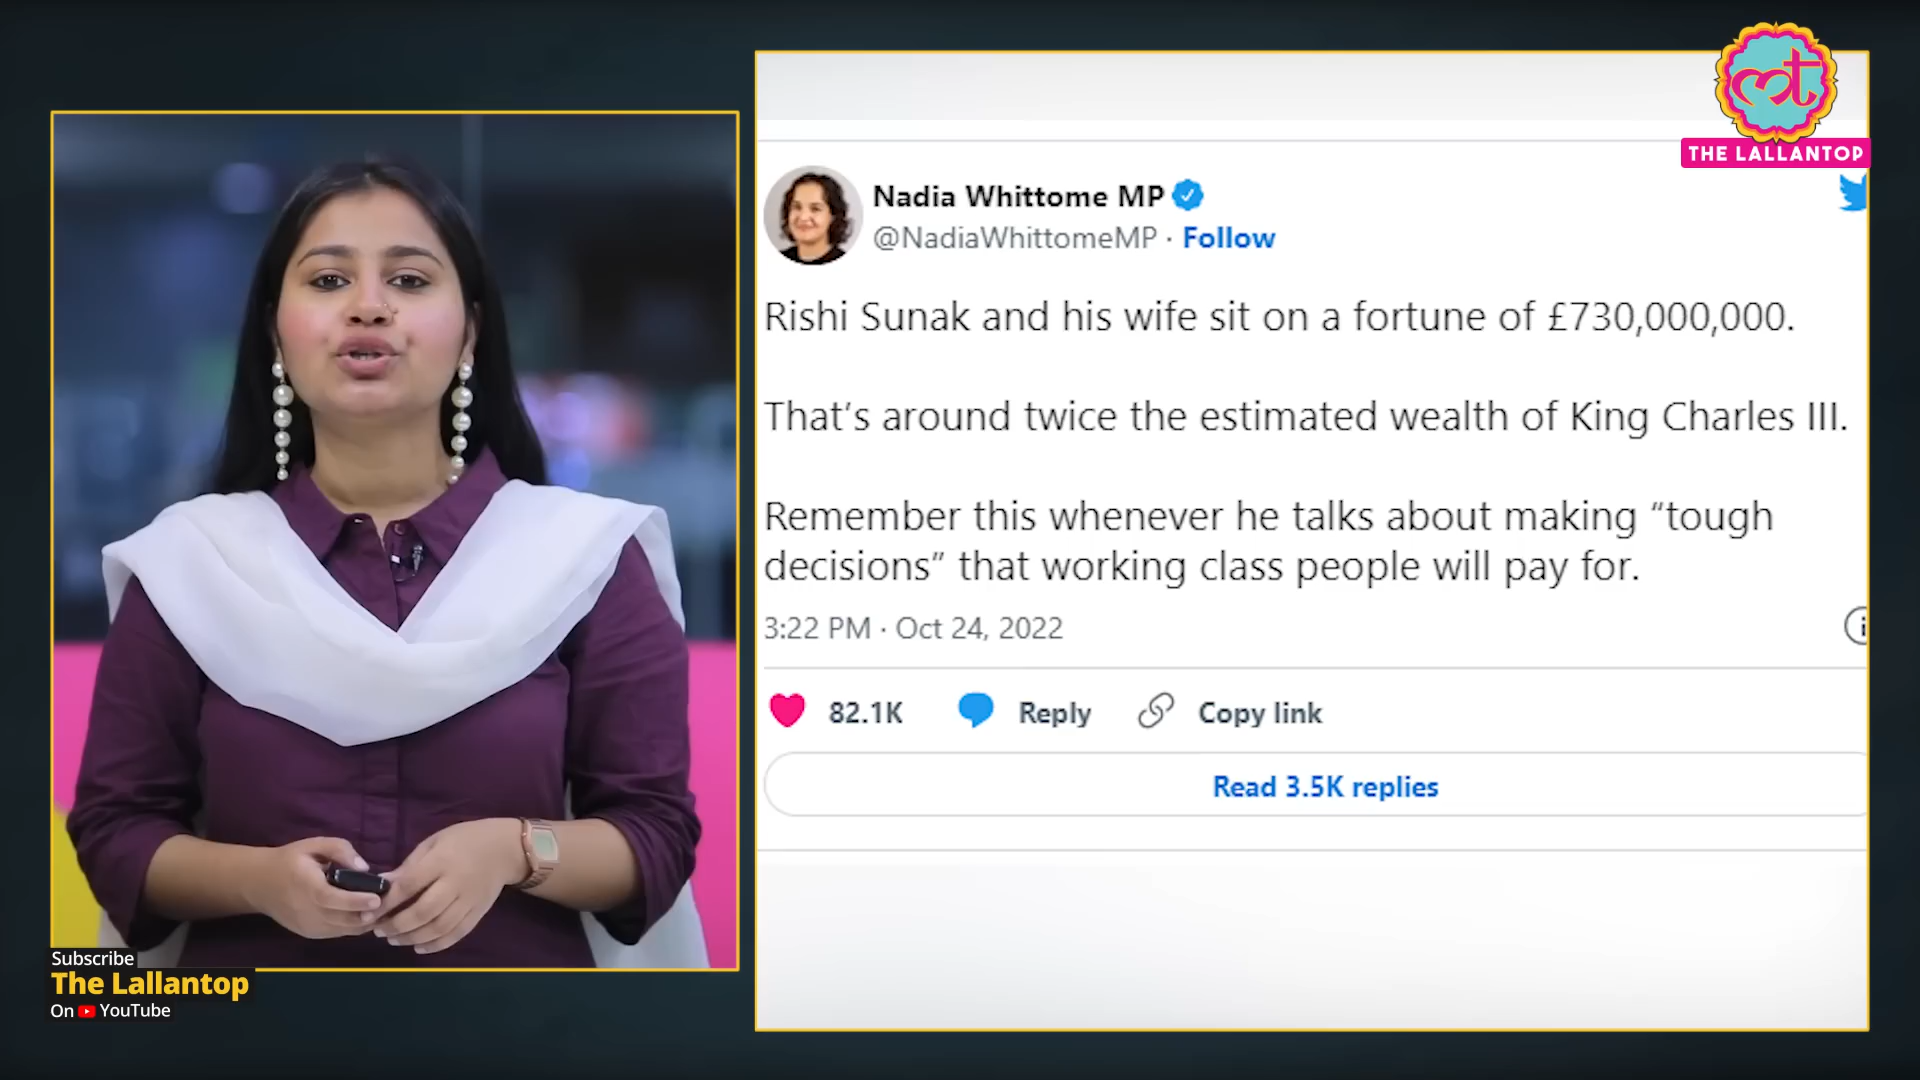 THE LALLANTOP
Nadia Whittome MP
@NadiaWhittomeMP · Follow
Rishi Sunak and his wife sit on a fortune of £730,000,000.
That's around twice the estimated wealth of King Charles III.
Remember this whenever he talks about making “tough
decisions” that working class people will pay for.
3:22 PM · Oct 24, 2022
82.1K Reply Copy link
Read 3.5K replies
Subscribe
The Lallantop
On YouTube